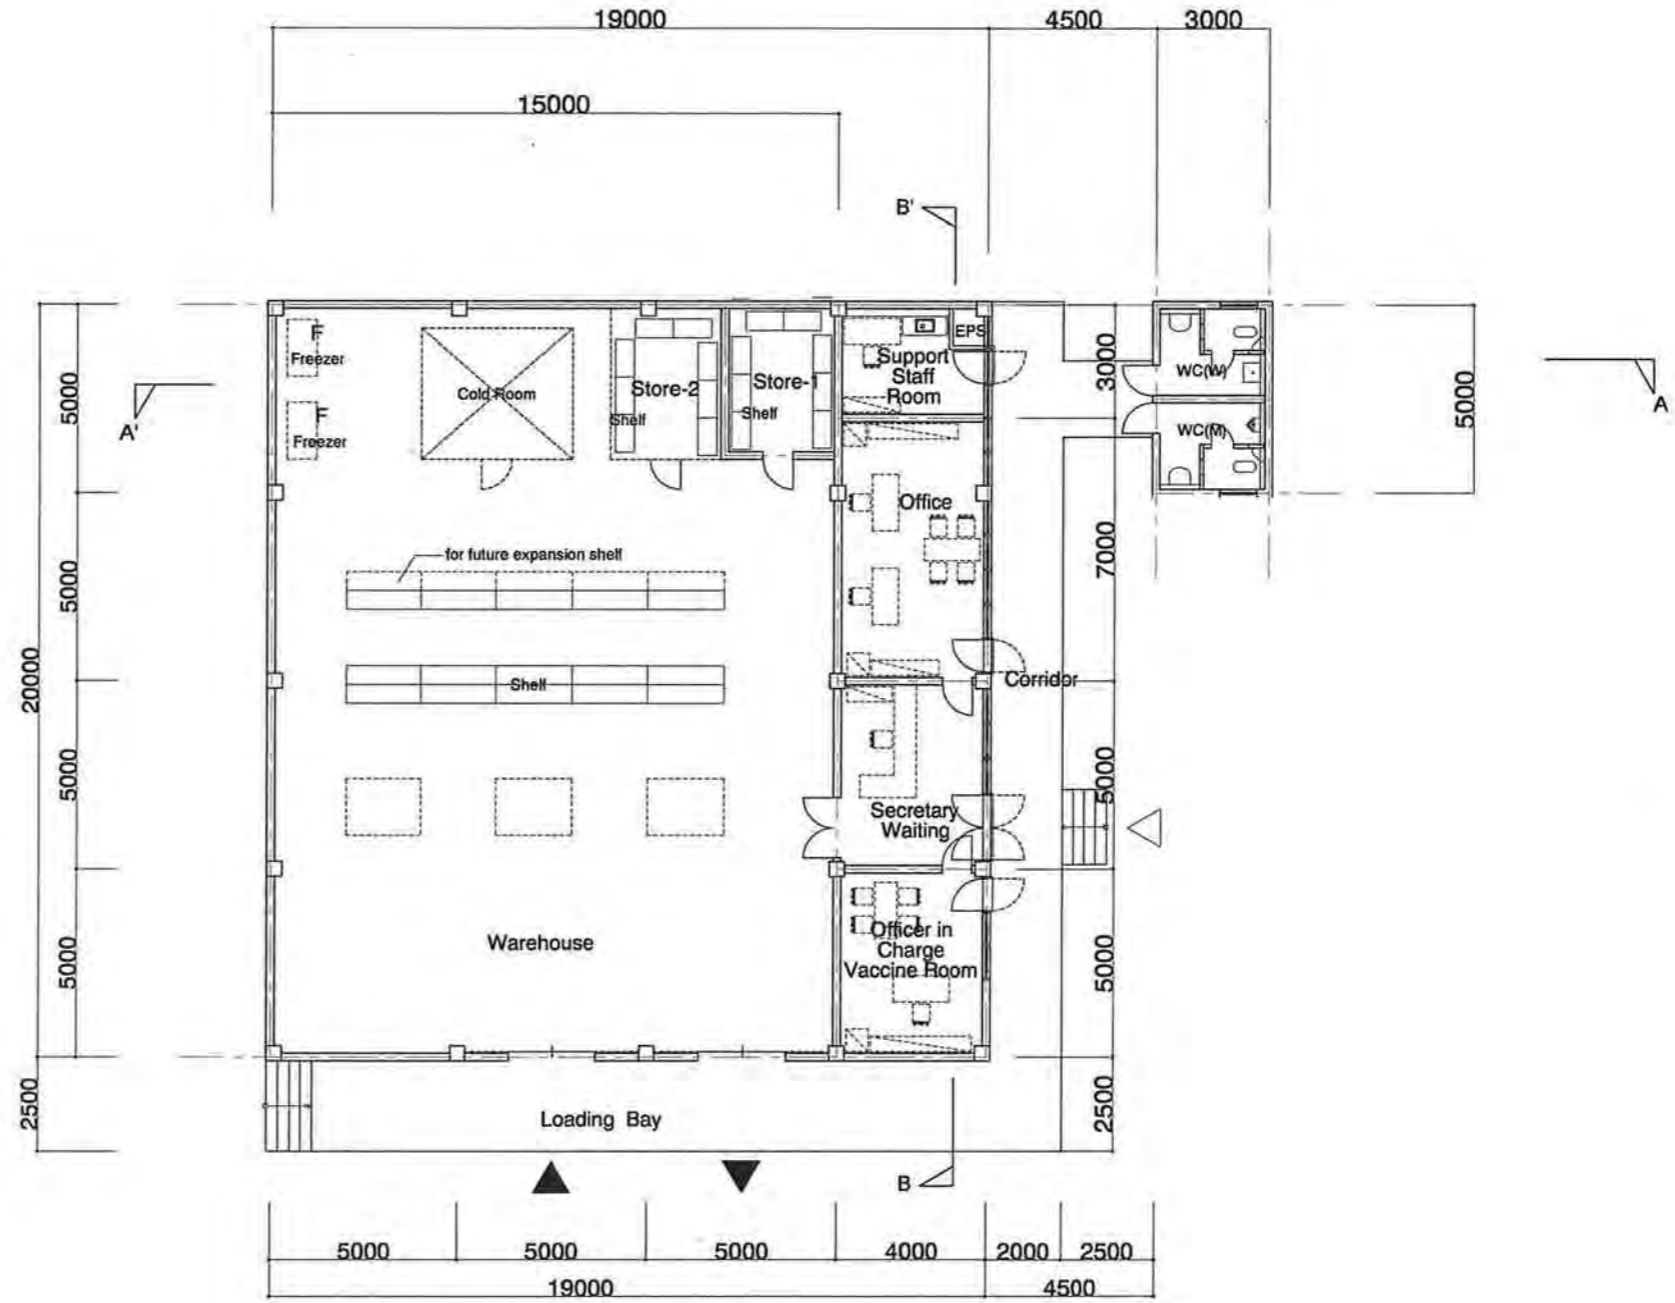 19000
4500
3000
15000
B'
F
Freezer
Cold Room
Store-2
Shelf
Store-1
Shelf
EPS
Support
Staff
Room
3000
WC(W)
5000
A'
5000
A
F
Freezer
WC(M)
Office
for future expansion shelf
7000
5000
Shelf
Corridor
20000
5000
5000
Secretary
Waiting
Warehouse
Officer in
Charge
Vaccine Room
5000
5000
2500
Loading Bay
2500
B
5000
5000
5000
4000
2000
2500
19000
4500